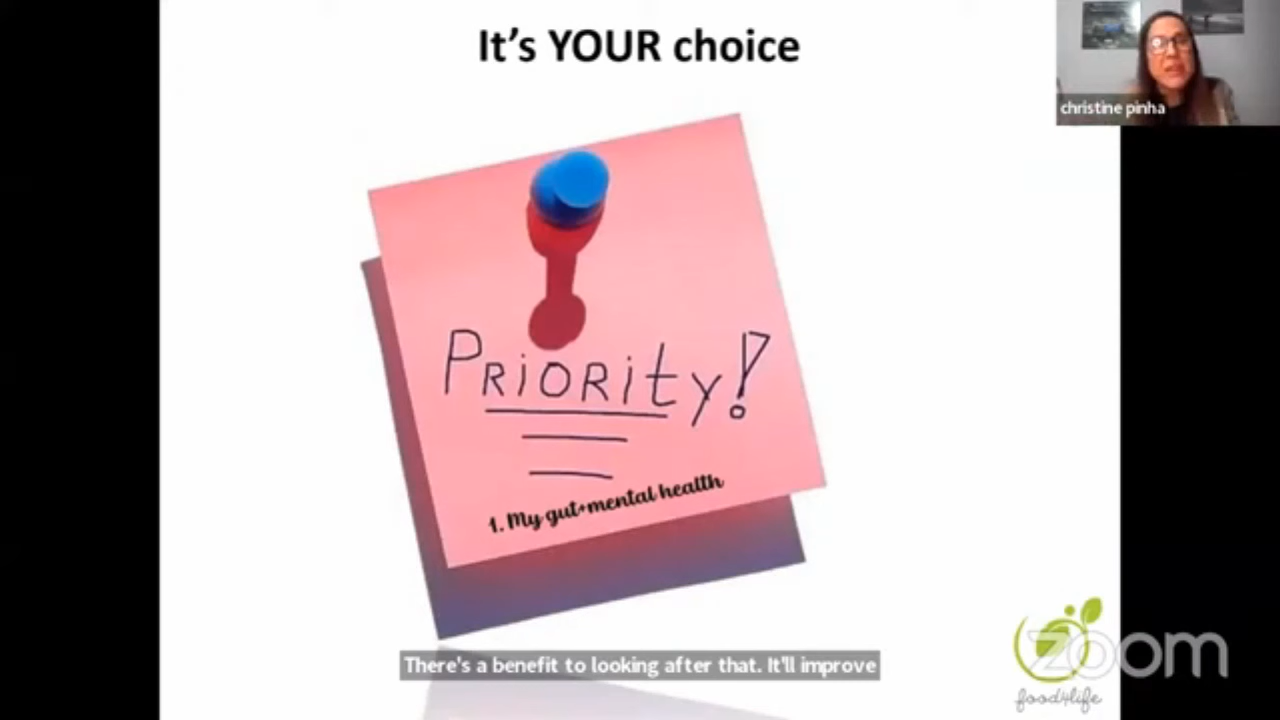 It's YOUR choice
christine pinha
PRiORity!
1. My gut+mental health
There's a benefit to looking after that. It'll improve
zoom
food4life